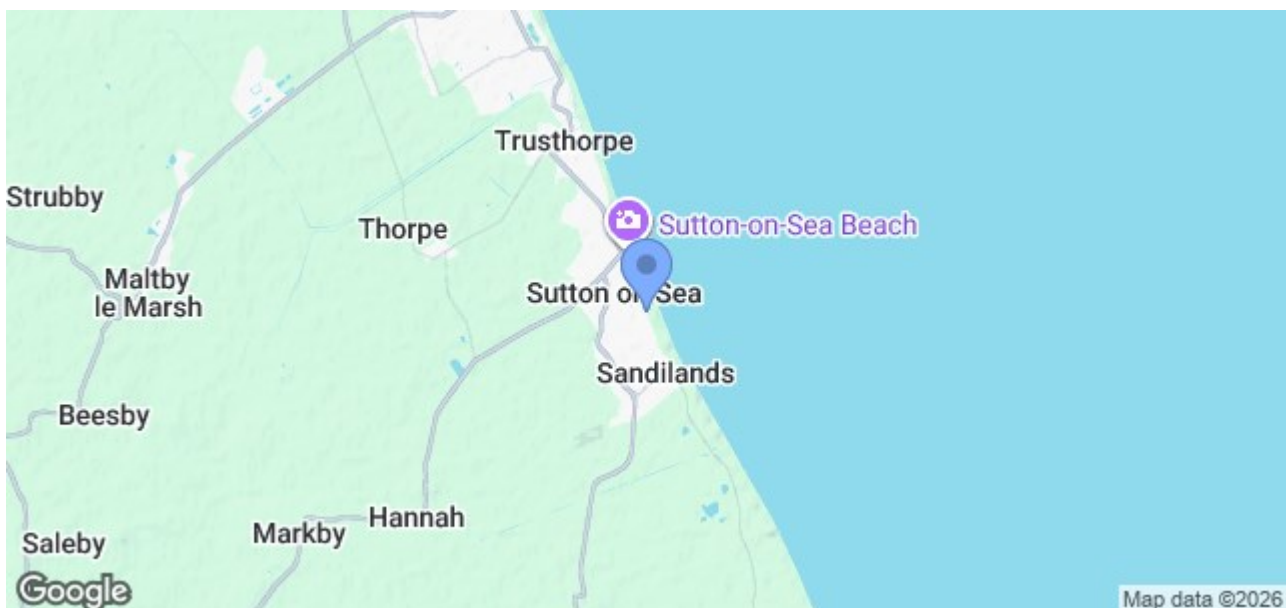 Trusthorpe
Strubby
Sutton-on-Sea Beach
Thorpe
Maltby
le Marsh
Sutton on Sea
Sandilands
Beesby
Hannah
Markby
Saleby
Google
Map data ©2026